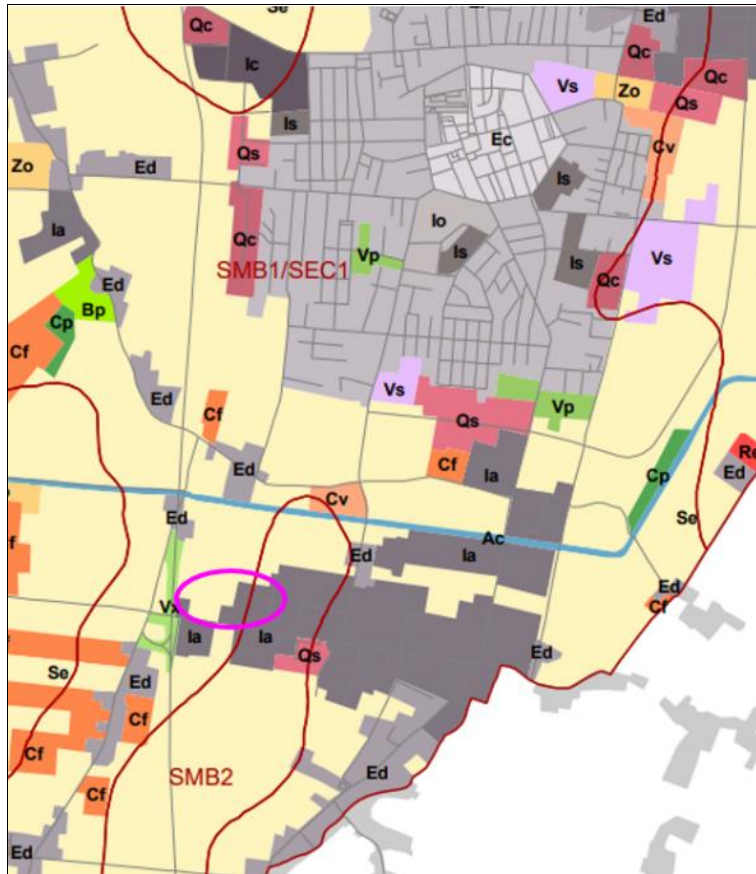 Se
Ed
Qc
Ic
Qc
Vs
Zo
Qs
Is
Ec
Cv
Qs
Zo
Ed
Is
Ia
Qc
Io
Vp
Is
Is
Vs
SMB1/SEC1
Qc
Ed
Bp
Cp
Cf
Vs
Ed
Cf
Qs
Vp
Ed
Cf
Ia
Cp
Ed
Cv
Se
Ed
Ac
Ed
Ia
Ed
Vx
Cf
Ia
Ia
Qs
Ed
Se
Ed
Cf
Cf
SMB2
Ed
Cf
Ed